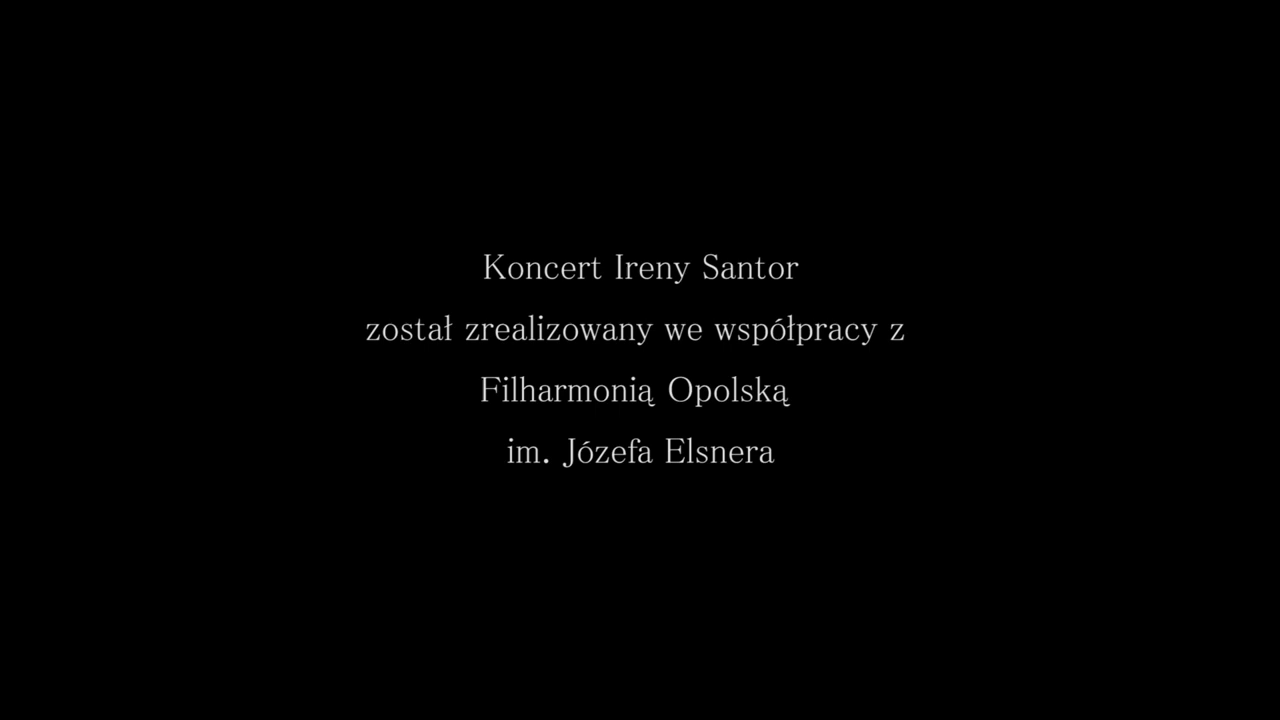 Koncert Ireny Santor
został zrealizowany we współpracy z
Filharmonią Opolską
im. Józefa Elsnera